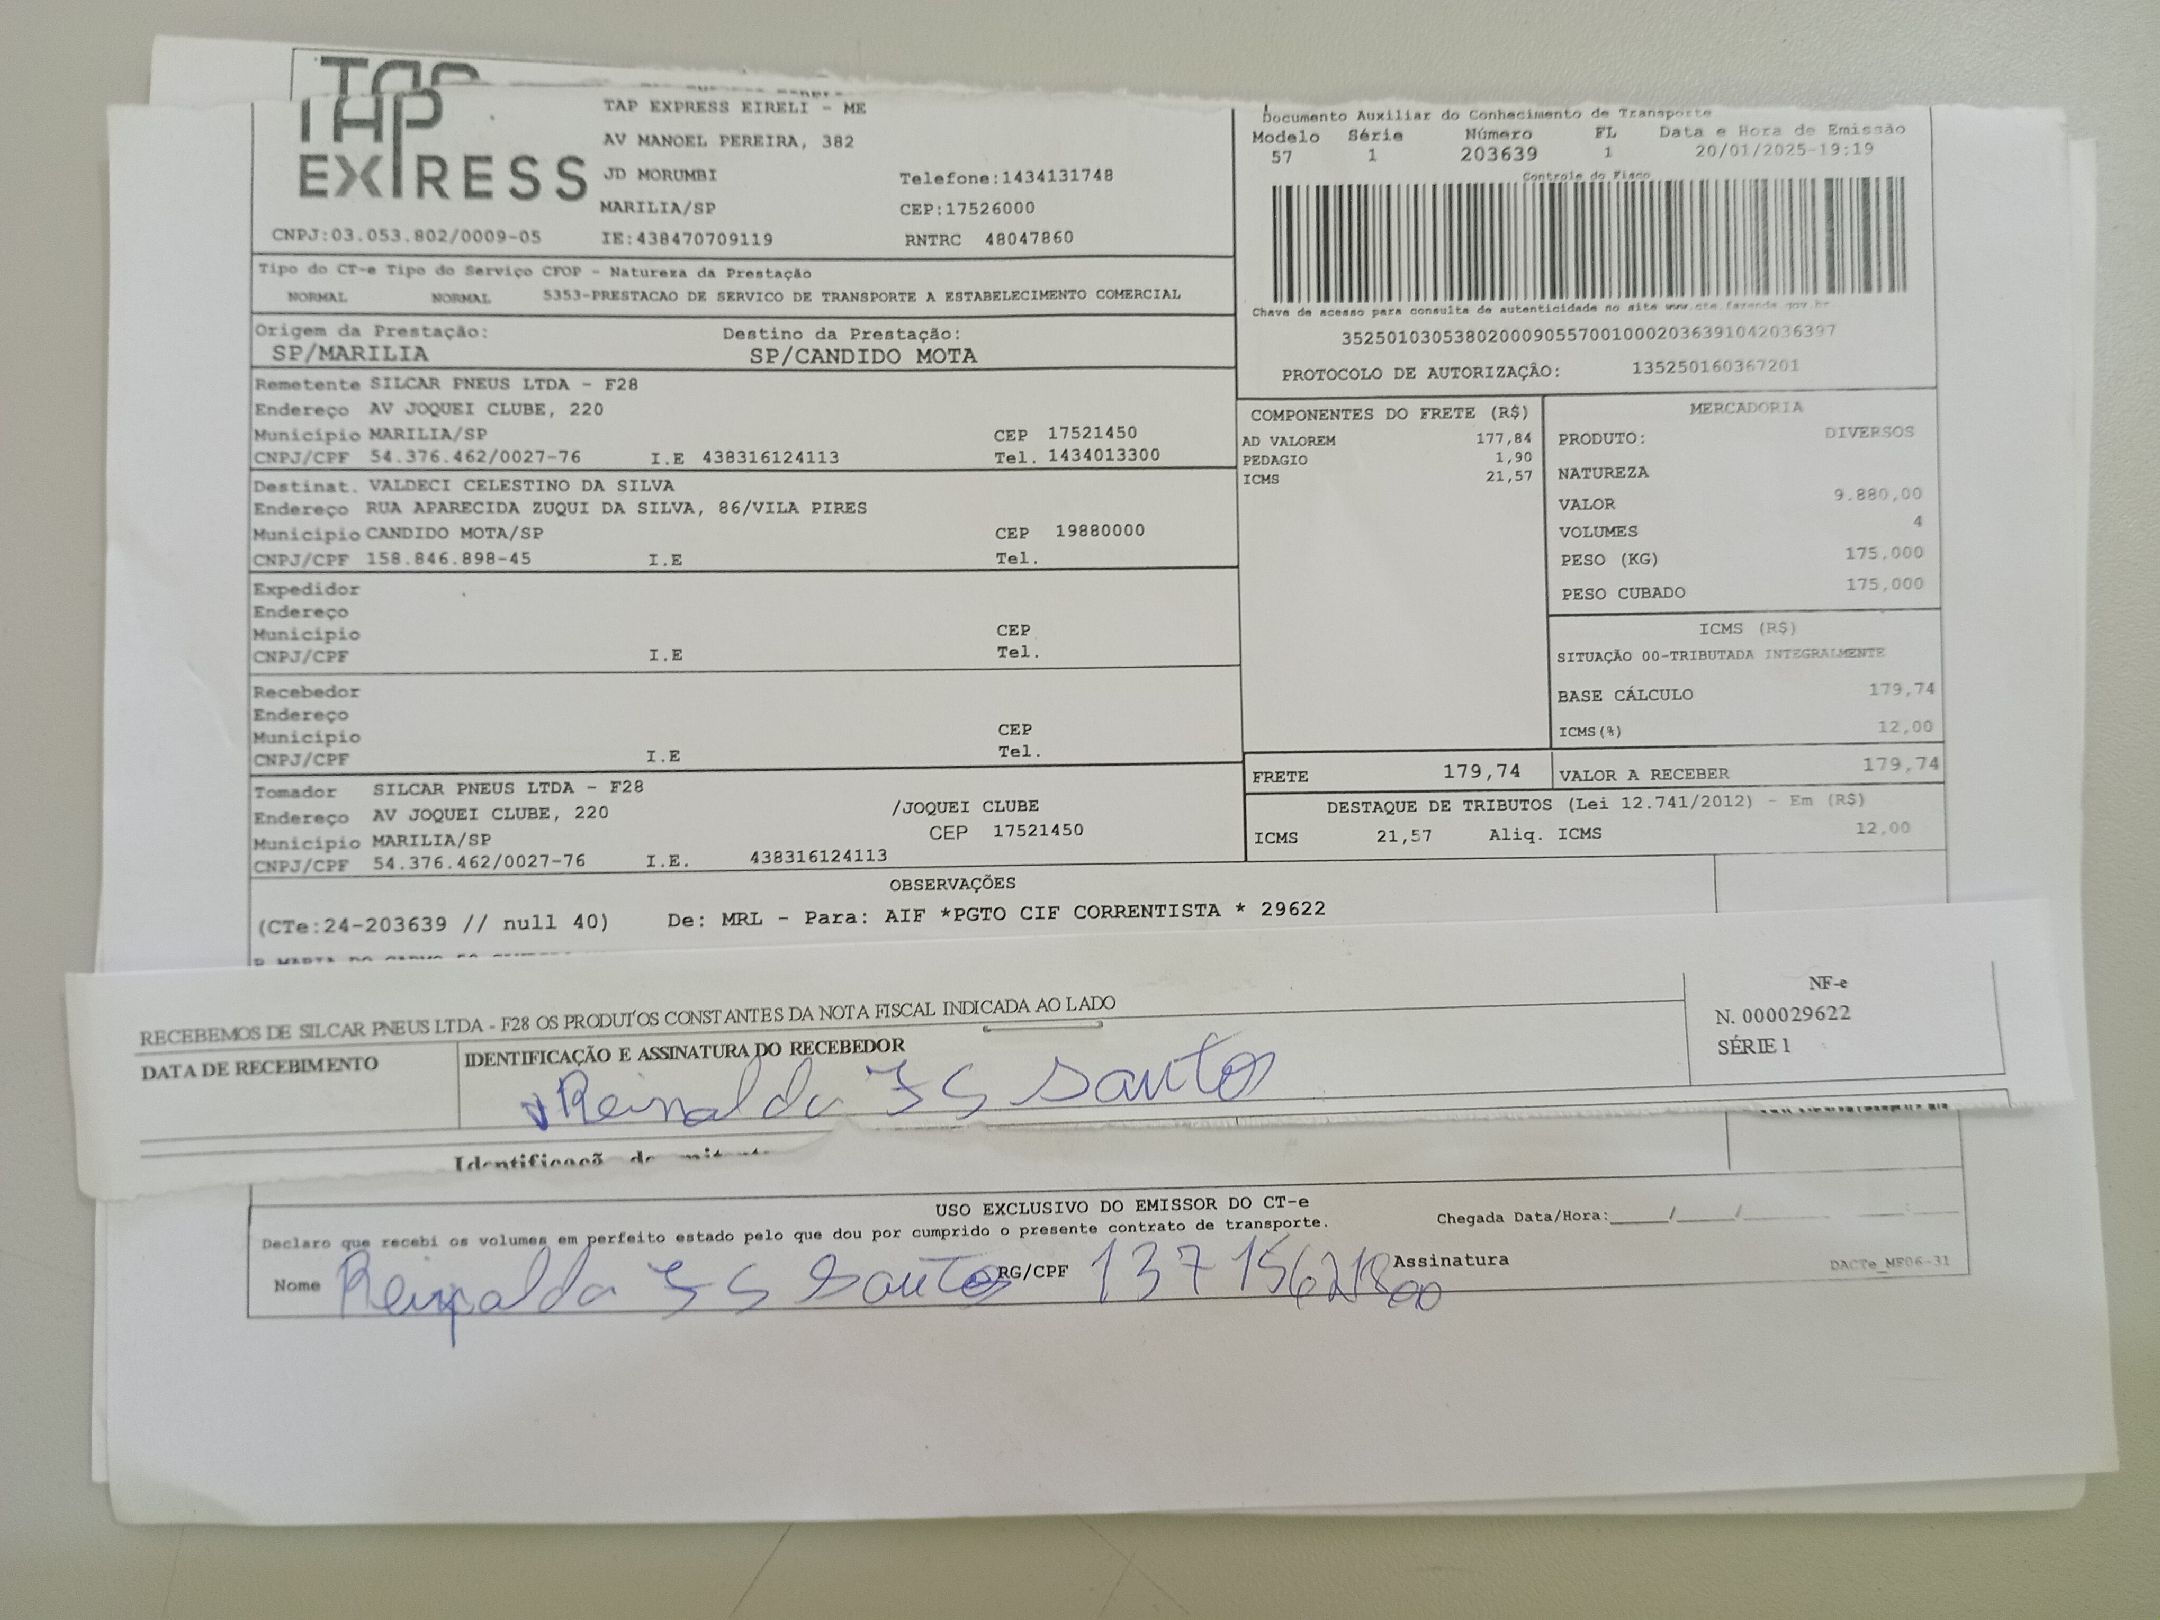 TAP
TAP EXPRESS
TAP EXPRESS EIRELI - ME
AV MANOEL PEREIRA, 382
JD MORUMBI Telefone:1434131748
MARILIA/SP CEP:17526000
CNPJ:03.053.802/0009-05 IE:438470709119 RNTRC 48047860
Documento Auxiliar do Conhecimento de Transporte
Modelo Série Número FL Data e Hora de Emissão
57 1 203639 1 20/01/2025-19:19
Controle do Fisco
Chave de acesso para consulta de autenticidade no site www.cte.fazenda.gov.br
35250103053802000905570010002036391042036397
PROTOCOLO DE AUTORIZAÇÃO: 135250160367201
Tipo do CT-e Tipo do Serviço CFOP - Natureza da Prestação
NORMAL NORMAL 5353-PRESTACAO DE SERVICO DE TRANSPORTE A ESTABELECIMENTO COMERCIAL
Origem da Prestação: Destino da Prestação:
SP/MARILIA SP/CANDIDO MOTA
Remetente SILCAR PNEUS LTDA - F28
Endereço AV JOQUEI CLUBE, 220
Municipio MARILIA/SP CEP 17521450
CNPJ/CPF 54.376.462/0027-76 I.E 438316124113 Tel. 1434013300
Destinat. VALDECI CELESTINO DA SILVA
Endereço RUA APARECIDA ZUQUI DA SILVA, 86/VILA PIRES
Municipio CANDIDO MOTA/SP CEP 19880000
CNPJ/CPF 158.846.898-45 I.E Tel.
Expedidor
Endereço
Municipio CEP
CNPJ/CPF I.E Tel.
Recebedor
Endereço
Municipio CEP
CNPJ/CPF I.E Tel.
Tomador SILCAR PNEUS LTDA - F28
Endereço AV JOQUEI CLUBE, 220 /JOQUEI CLUBE
Municipio MARILIA/SP CEP 17521450
CNPJ/CPF 54.376.462/0027-76 I.E. 438316124113
COMPONENTES DO FRETE (R$)
AD VALOREM 177,84
PEDAGIO 1,90
ICMS 21,57
MERCADORIA
PRODUTO: DIVERSOS
NATUREZA
VALOR 9.880,00
VOLUMES 4
PESO (KG) 175,000
PESO CUBADO 175,000
ICMS (R$)
SITUAÇÃO 00-TRIBUTADA INTEGRALMENTE
BASE CÁLCULO 179,74
ICMS(%) 12,00
FRETE 179,74 VALOR A RECEBER 179,74
DESTAQUE DE TRIBUTOS (Lei 12.741/2012) - Em (R$)
ICMS 21,57 Aliq. ICMS 12,00
OBSERVAÇÕES
(CTe:24-203639 // null 40) De: MRL - Para: AIF *PGTO CIF CORRENTISTA * 29622
RECEBEMOS DE SILCAR PNEUS LTDA - F28 OS PRODUTOS CONSTANTES DA NOTA FISCAL INDICADA AO LADO
DATA DE RECEBIMENTO IDENTIFICAÇÃO E ASSINATURA DO RECEBEDOR
NF-e
N. 000029622
SÉRIE 1
santos
USO EXCLUSIVO DO EMISSOR DO CT-e
Declaro que recebi os volumes em perfeito estado pelo que dou por cumprido o presente contrato de transporte. Chegada Data/Hora:_____/_____/_______ ____:____
Nome santos RG/CPF Assinatura DACTe_MF06-31